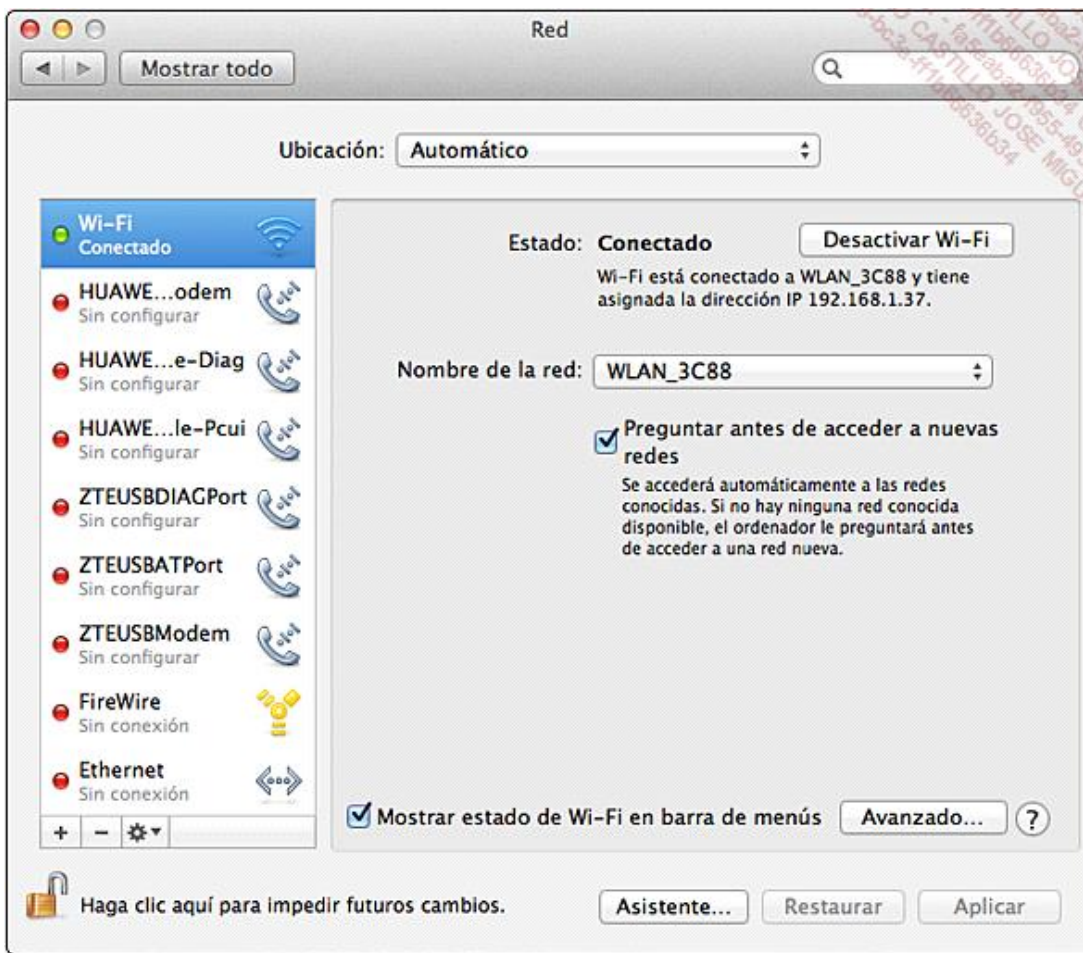 Red
Mostrar todo
Ubicación: Automático
Wi-Fi
Conectado
HUAWE...odem
Sin configurar
HUAWE...e-Diag
Sin configurar
HUAWE...le-Pcui
Sin configurar
ZTEUSBDIAGPort
Sin configurar
ZTEUSBATPort
Sin configurar
ZTEUSBModem
Sin configurar
FireWire
Sin conexión
Ethernet
Sin conexión
Estado: Conectado
Desactivar Wi-Fi
Wi-Fi está conectado a WLAN_3C88 y tiene
asignada la dirección IP 192.168.1.37.
Nombre de la red: WLAN_3C88
Preguntar antes de acceder a nuevas
redes
Se accederá automáticamente a las redes
conocidas. Si no hay ninguna red conocida
disponible, el ordenador le preguntará antes
de acceder a una red nueva.
Mostrar estado de Wi-Fi en barra de menús
Avanzado... ?
Haga clic aquí para impedir futuros cambios.
Asistente... Restaurar Aplicar
CASTILLO JOSE